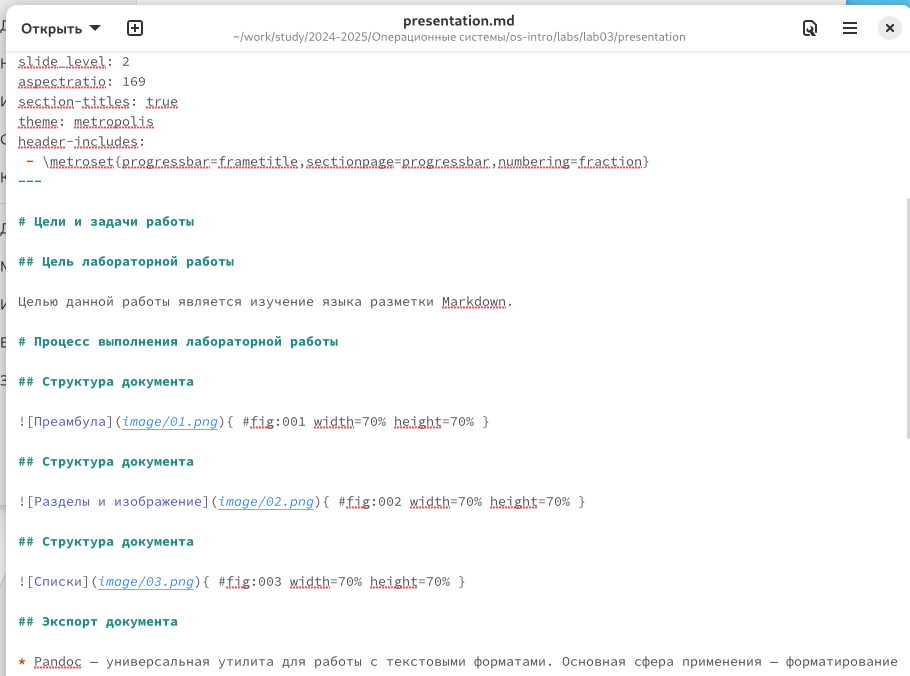 Открыть
presentation.md
~/work/study/2024-2025/Операционные системы/os-intro/labs/lab03/presentation
slide_level: 2
aspectratio: 169
section-titles: true
theme: metropolis
header-includes:
 - \metroset{progressbar=frametitle,sectionpage=progressbar,numbering=fraction}
---
# Цели и задачи работы
## Цель лабораторной работы
Целью данной работы является изучение языка разметки Markdown.
# Процесс выполнения лабораторной работы
## Структура документа
![Преамбула](image/01.png){ #fig:001 width=70% height=70% }
## Структура документа
![Разделы и изображение](image/02.png){ #fig:002 width=70% height=70% }
## Структура документа
![Списки](image/03.png){ #fig:003 width=70% height=70% }
## Экспорт документа
* Pandoc — универсальная утилита для работы с текстовыми форматами. Основная сфера применения — форматирование